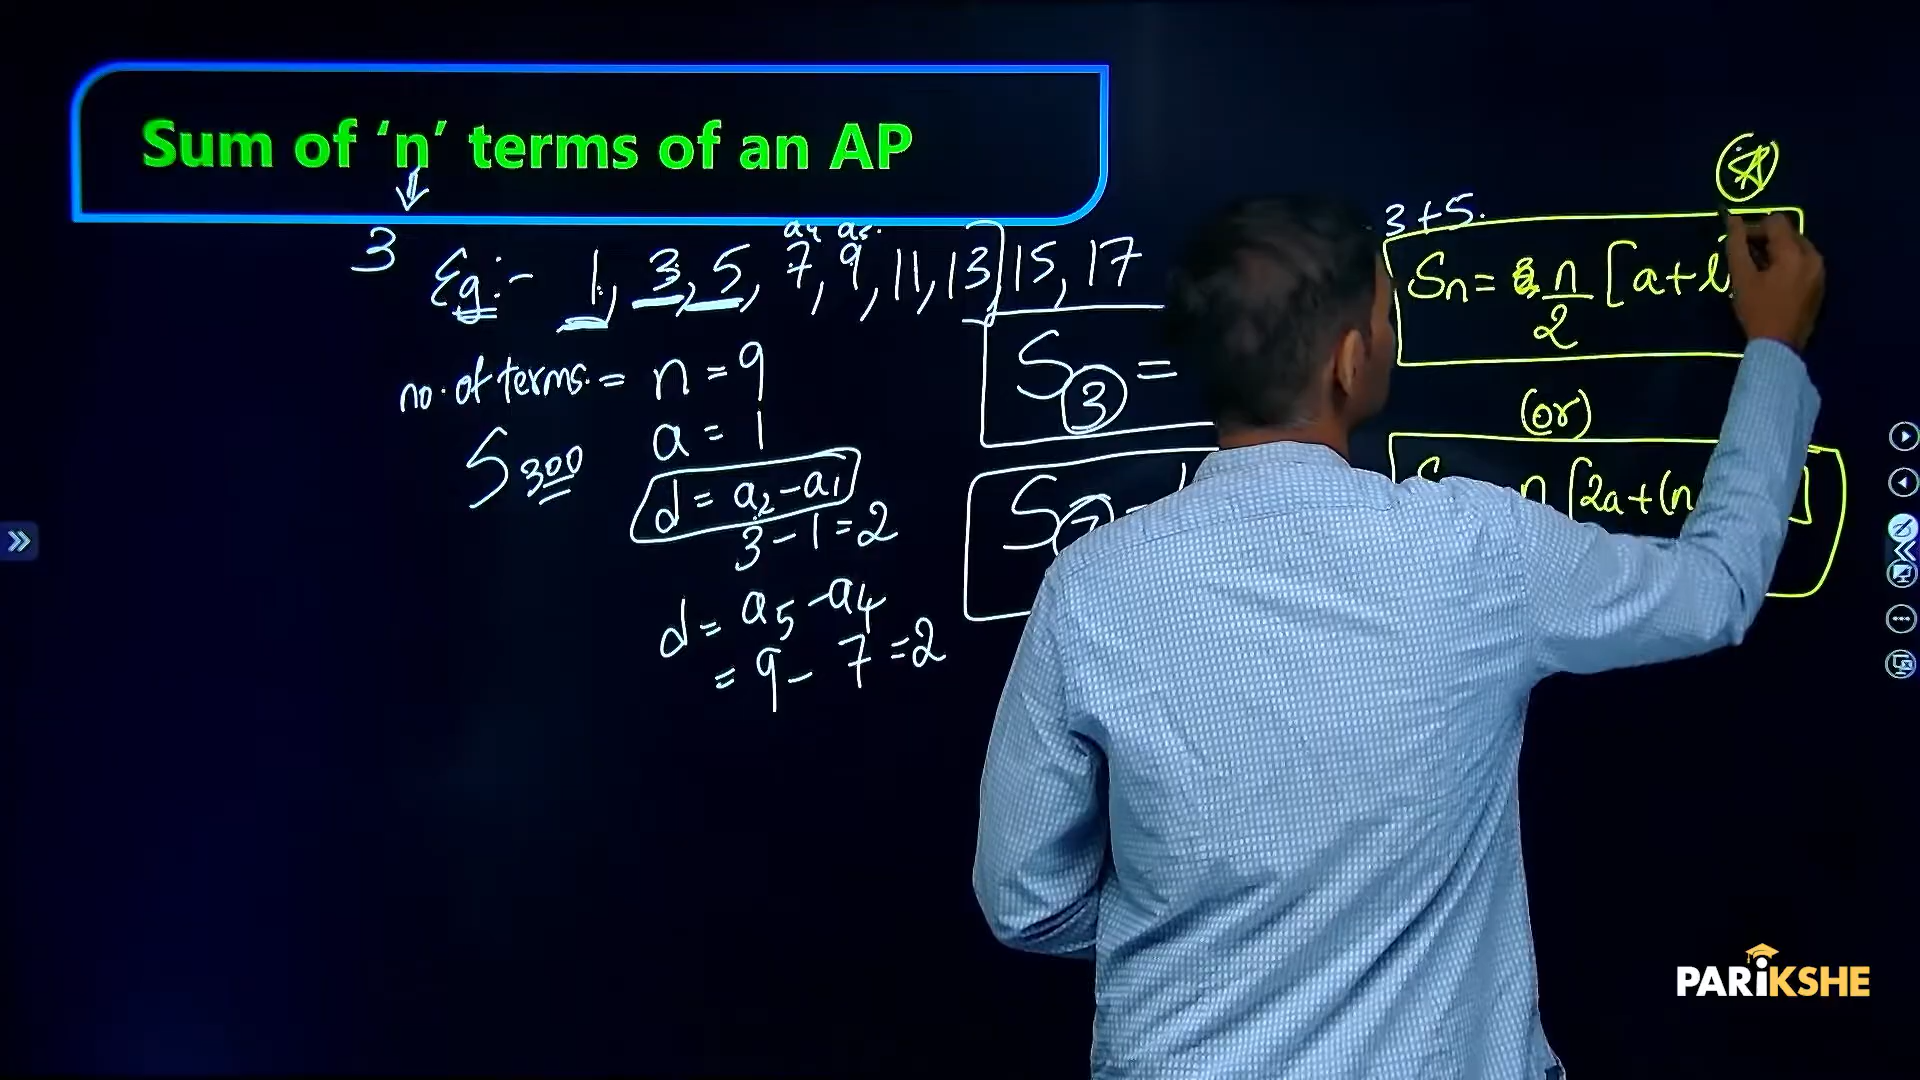 Sum of ‘n’ terms of an AP
3
Eg:- 1, 3, 5, 7, 9, 11, 13, 15, 17
a4 a5.
no. of terms. = n = 9
a = 1
S300
d = a2 - a1
3 - 1 = 2
d = a5 - a4
= 9 - 7 = 2
S3 =
S7 =
3 + 5.
Sn = n/2 [a + l
(or)
n [2a + (n
PARiKSHE